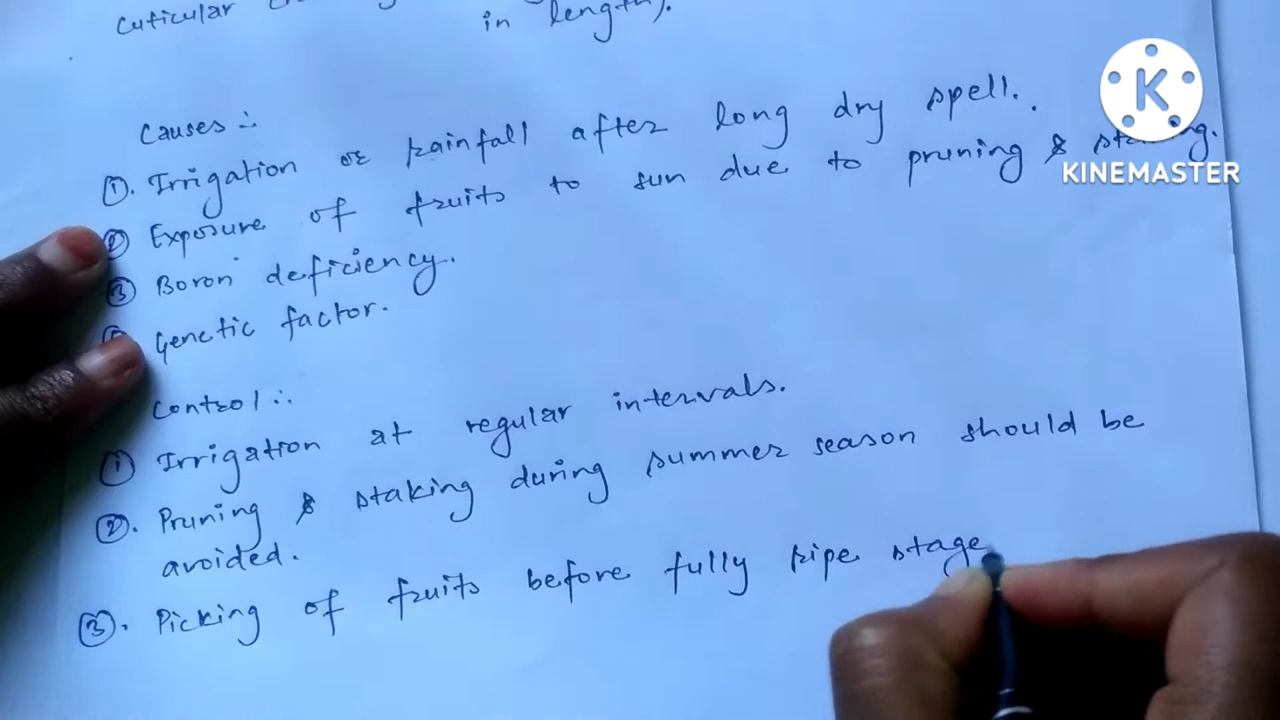 cuticular
in length).
Causes :-
①. Irrigation or rainfall after long dry spell.
② Exposure of fruits to sun due to pruning & staking.
③ Boron deficiency.
Genetic factor.
Control :-
① Irrigation at regular intervals.
②. Pruning & staking during summer season should be
avoided.
③. Picking of fruits before fully ripe stage
K
KINEMASTER